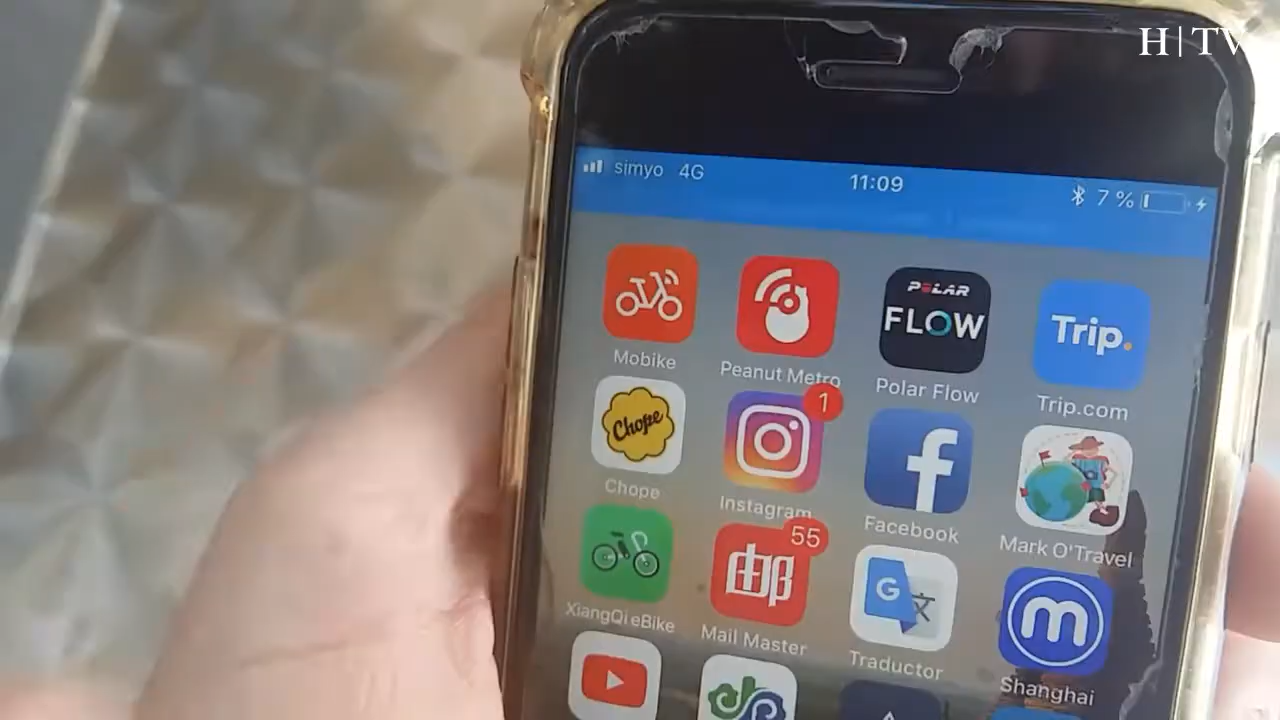 H|TV
simyo 4G 11:09 7 %
POLAR
FLOW
Trip.
Mobike Peanut Metro Polar Flow Trip.com
Chope 1
Chope Instagram Facebook Mark O'Travel
55
邮 G 文 m
XiangQi eBike Mail Master Traductor Shanghai